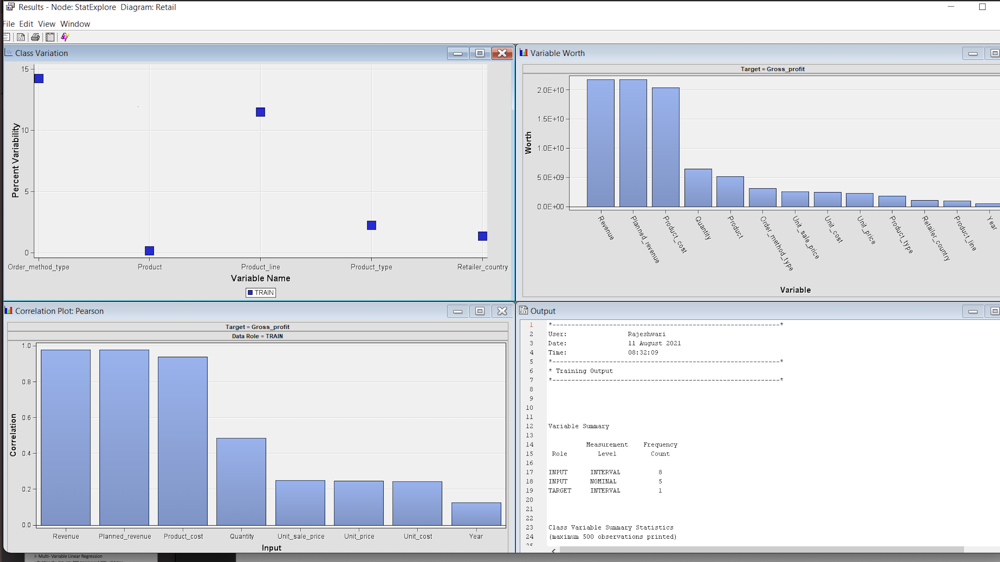 Results - Node: StatExplore  Diagram: Retail
File Edit View Window
Class Variation
15
10
5
0
Percent Variability
Order_method_type Product Product_line Product_type Retailer_country
Variable Name
TRAIN
Variable Worth
Target = Gross_profit
2.0E+10
1.5E+10
1.0E+10
5.0E+09
0.0E+00
Worth
Revenue Planned_revenue Product_cost Quantity Product Order_method_type Unit_sale_price Unit_cost Unit_price Product_type Retailer_country Product_line Year
Variable
Correlation Plot: Pearson
Target = Gross_profit
Data Role = TRAIN
1.0
0.8
0.6
0.4
0.2
0.0
Correlation
Revenue Planned_revenue Product_cost Quantity Unit_sale_price Unit_price Unit_cost Year
Input
Output
1 *------------------------------------------------------------*
2 User: Rajeshwari
3 Date: 11 August 2021
4 Time: 08:32:09
5 *------------------------------------------------------------*
6 * Training Output
7 *------------------------------------------------------------*
8
9
10
11
12 Variable Summary
13
14 Measurement Frequency
15 Role Level Count
16
17 INPUT INTERVAL 8
18 INPUT NOMINAL 5
19 TARGET INTERVAL 1
20
21
22
23 Class Variable Summary Statistics
24 (maximum 500 observations printed)
25
I- Multi- Variable Linear Regression